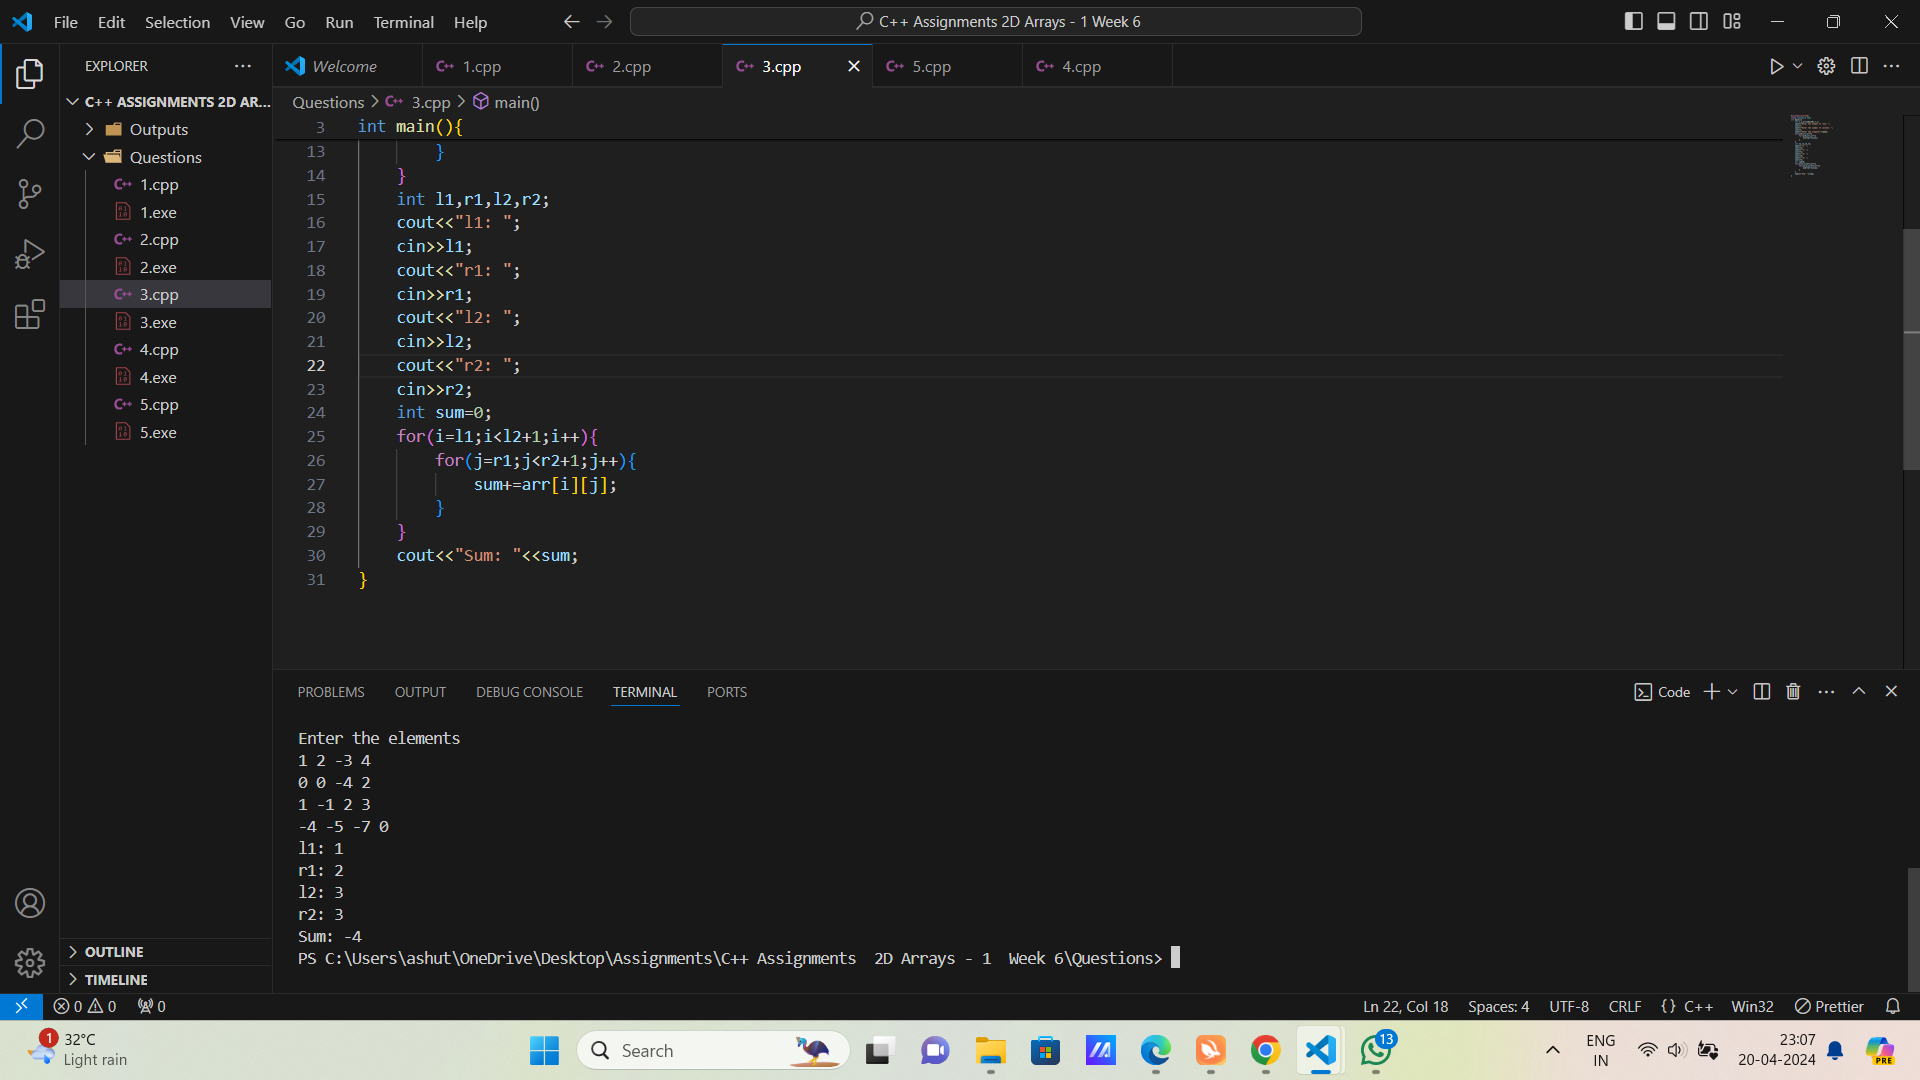 File Edit Selection View Go Run Terminal Help
C++ Assignments 2D Arrays - 1 Week 6
EXPLORER
Welcome
1.cpp
2.cpp
3.cpp
5.cpp
4.cpp
C++ ASSIGNMENTS 2D AR...
Outputs
Questions
1.cpp
1.exe
2.cpp
2.exe
3.cpp
3.exe
4.cpp
4.exe
5.cpp
5.exe
OUTLINE
TIMELINE
Questions > 3.cpp > main()
3 int main(){
13 }
14 }
15 int l1,r1,l2,r2;
16 cout<<"l1: ";
17 cin>>l1;
18 cout<<"r1: ";
19 cin>>r1;
20 cout<<"l2: ";
21 cin>>l2;
22 cout<<"r2: ";
23 cin>>r2;
24 int sum=0;
25 for(i=l1;i<l2+1;i++){
26 for(j=r1;j<r2+1;j++){
27 sum+=arr[i][j];
28 }
29 }
30 cout<<"Sum: "<<sum;
31 }
PROBLEMS OUTPUT DEBUG CONSOLE TERMINAL PORTS
Code
Enter the elements
1 2 -3 4
0 0 -4 2
1 -1 2 3
-4 -5 -7 0
l1: 1
r1: 2
l2: 3
r2: 3
Sum: -4
PS C:\Users\ashut\OneDrive\Desktop\Assignments\C++ Assignments  2D Arrays - 1  Week 6\Questions>
0 0 0
Ln 22, Col 18 Spaces: 4 UTF-8 CRLF {} C++ Win32 Prettier
1
32°C
Light rain
Search
13
ENG
IN
23:07
20-04-2024
PRE